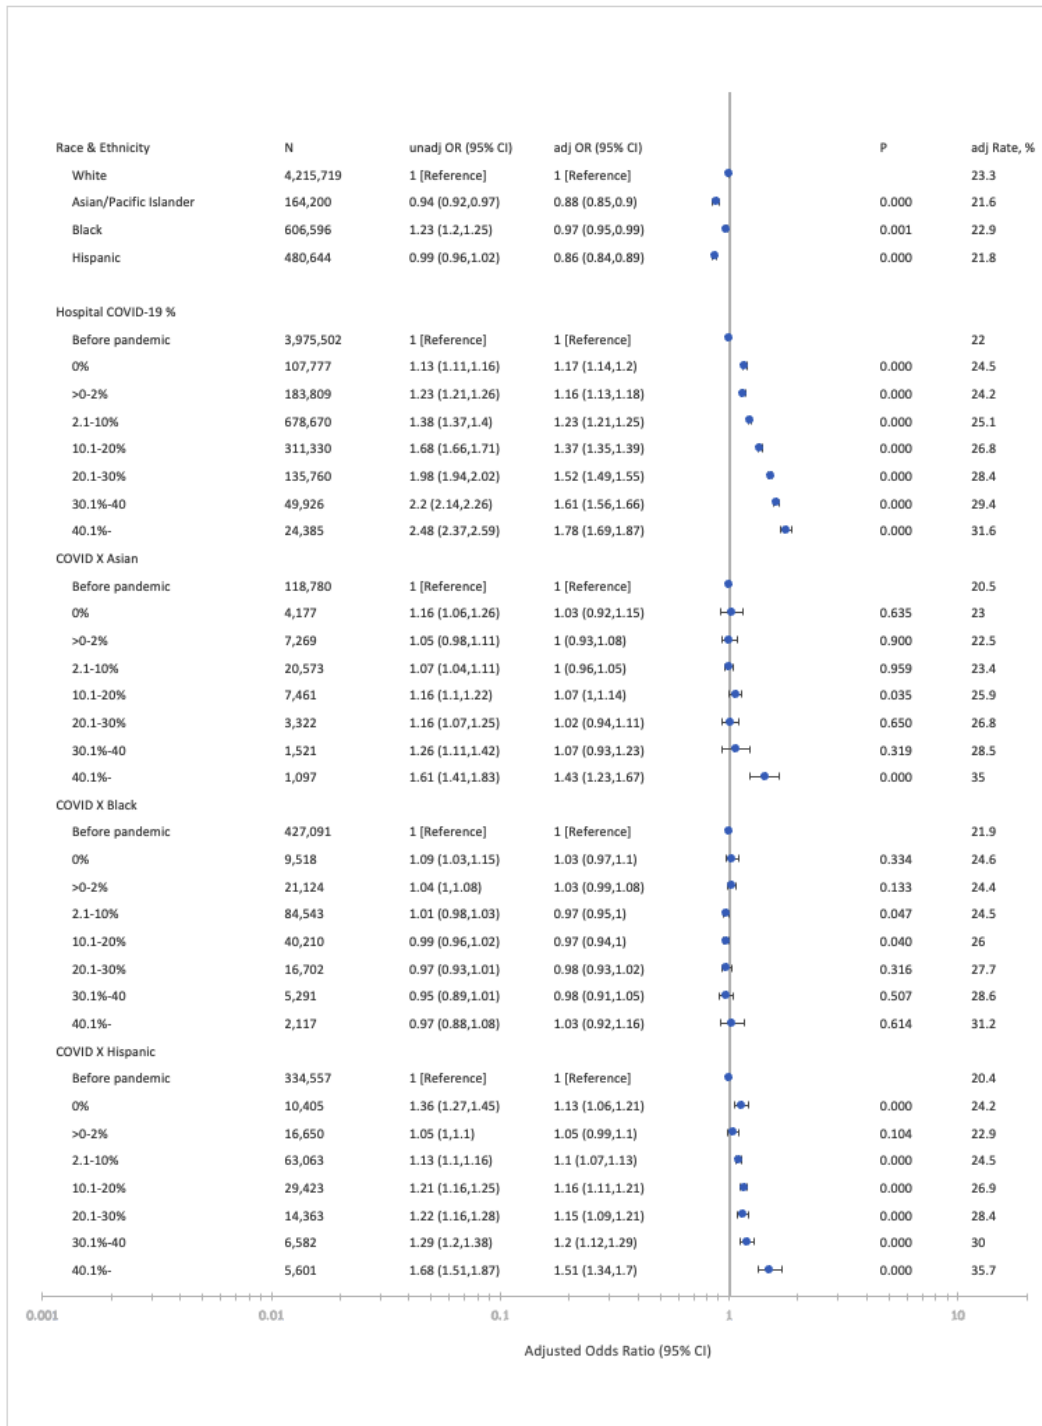 Race & Ethnicity N unadj OR (95% CI) adj OR (95% CI) P adj Rate, %
White 4,215,719 1 [Reference] 1 [Reference] 23.3
Asian/Pacific Islander 164,200 0.94 (0.92,0.97) 0.88 (0.85,0.9) 0.000 21.6
Black 606,596 1.23 (1.2,1.25) 0.97 (0.95,0.99) 0.001 22.9
Hispanic 480,644 0.99 (0.96,1.02) 0.86 (0.84,0.89) 0.000 21.8
Hospital COVID-19 %
Before pandemic 3,975,502 1 [Reference] 1 [Reference] 22
0% 107,777 1.13 (1.11,1.16) 1.17 (1.14,1.2) 0.000 24.5
>0-2% 183,809 1.23 (1.21,1.26) 1.16 (1.13,1.18) 0.000 24.2
2.1-10% 678,670 1.38 (1.37,1.4) 1.23 (1.21,1.25) 0.000 25.1
10.1-20% 311,330 1.68 (1.66,1.71) 1.37 (1.35,1.39) 0.000 26.8
20.1-30% 135,760 1.98 (1.94,2.02) 1.52 (1.49,1.55) 0.000 28.4
30.1%-40 49,926 2.2 (2.14,2.26) 1.61 (1.56,1.66) 0.000 29.4
40.1%- 24,385 2.48 (2.37,2.59) 1.78 (1.69,1.87) 0.000 31.6
COVID X Asian
Before pandemic 118,780 1 [Reference] 1 [Reference] 20.5
0% 4,177 1.16 (1.06,1.26) 1.03 (0.92,1.15) 0.635 23
>0-2% 7,269 1.05 (0.98,1.11) 1 (0.93,1.08) 0.900 22.5
2.1-10% 20,573 1.07 (1.04,1.11) 1 (0.96,1.05) 0.959 23.4
10.1-20% 7,461 1.16 (1.1,1.22) 1.07 (1,1.14) 0.035 25.9
20.1-30% 3,322 1.16 (1.07,1.25) 1.02 (0.94,1.11) 0.650 26.8
30.1%-40 1,521 1.26 (1.11,1.42) 1.07 (0.93,1.23) 0.319 28.5
40.1%- 1,097 1.61 (1.41,1.83) 1.43 (1.23,1.67) 0.000 35
COVID X Black
Before pandemic 427,091 1 [Reference] 1 [Reference] 21.9
0% 9,518 1.09 (1.03,1.15) 1.03 (0.97,1.1) 0.334 24.6
>0-2% 21,124 1.04 (1,1.08) 1.03 (0.99,1.08) 0.133 24.4
2.1-10% 84,543 1.01 (0.98,1.03) 0.97 (0.95,1) 0.047 24.5
10.1-20% 40,210 0.99 (0.96,1.02) 0.97 (0.94,1) 0.040 26
20.1-30% 16,702 0.97 (0.93,1.01) 0.98 (0.93,1.02) 0.316 27.7
30.1%-40 5,291 0.95 (0.89,1.01) 0.98 (0.91,1.05) 0.507 28.6
40.1%- 2,117 0.97 (0.88,1.08) 1.03 (0.92,1.16) 0.614 31.2
COVID X Hispanic
Before pandemic 334,557 1 [Reference] 1 [Reference] 20.4
0% 10,405 1.36 (1.27,1.45) 1.13 (1.06,1.21) 0.000 24.2
>0-2% 16,650 1.05 (1,1.1) 1.05 (0.99,1.1) 0.104 22.9
2.1-10% 63,063 1.13 (1.1,1.16) 1.1 (1.07,1.13) 0.000 24.5
10.1-20% 29,423 1.21 (1.16,1.25) 1.16 (1.11,1.21) 0.000 26.9
20.1-30% 14,363 1.22 (1.16,1.28) 1.15 (1.09,1.21) 0.000 28.4
30.1%-40 6,582 1.29 (1.2,1.38) 1.2 (1.12,1.29) 0.000 30
40.1%- 5,601 1.68 (1.51,1.87) 1.51 (1.34,1.7) 0.000 35.7
0.001 0.01 0.1 1 10
Adjusted Odds Ratio (95% CI)